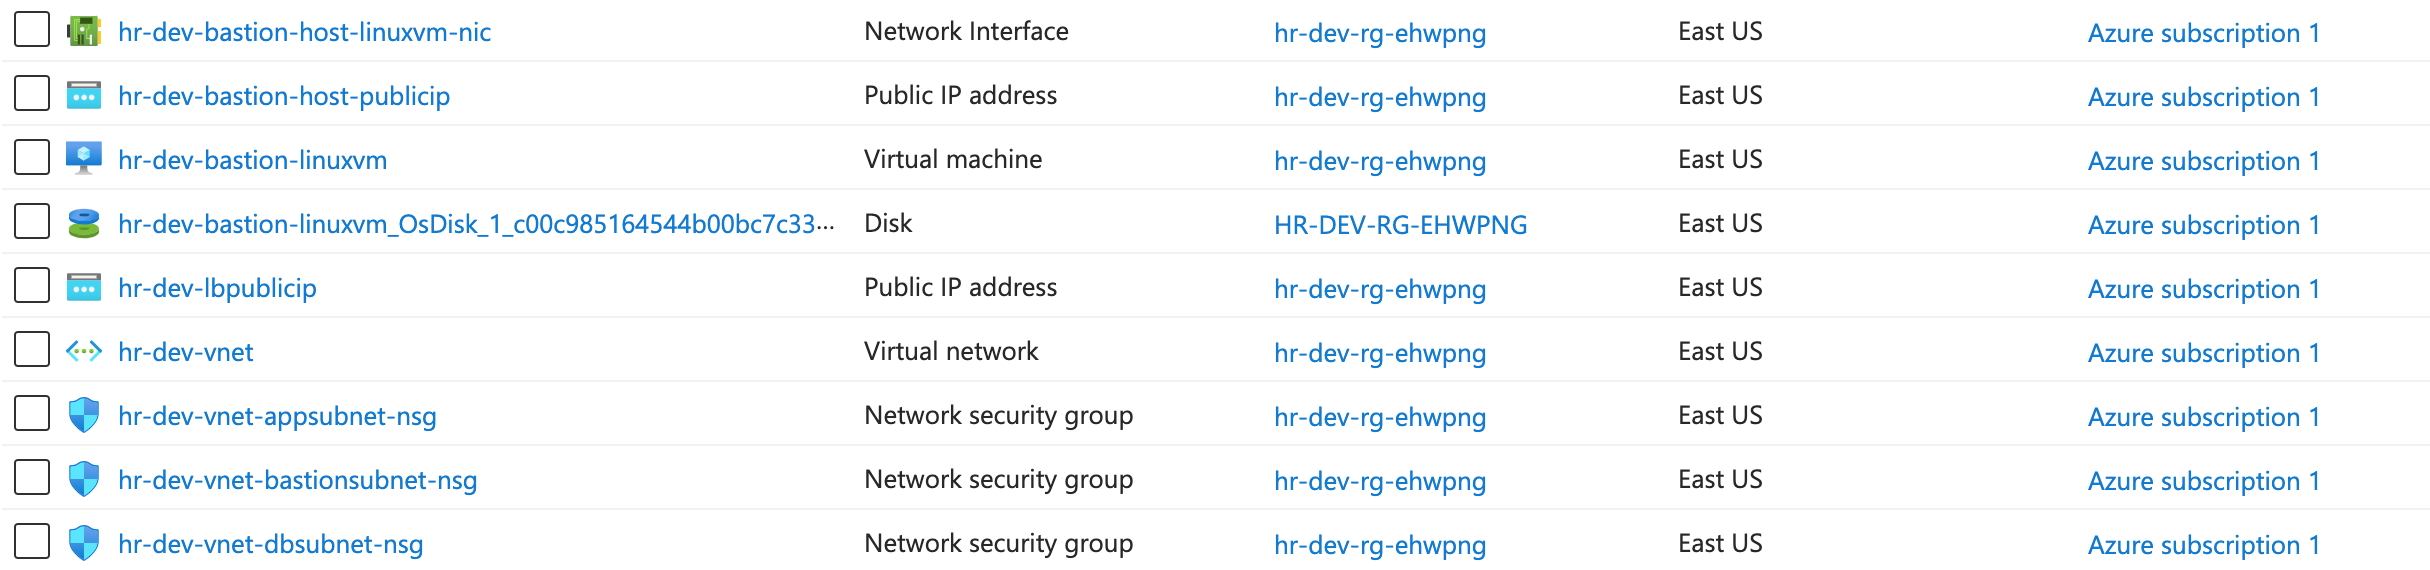 hr-dev-bastion-host-linuxvm-nic Network Interface hr-dev-rg-ehwpng East US Azure subscription 1
hr-dev-bastion-host-publicip Public IP address hr-dev-rg-ehwpng East US Azure subscription 1
hr-dev-bastion-linuxvm Virtual machine hr-dev-rg-ehwpng East US Azure subscription 1
hr-dev-bastion-linuxvm_OsDisk_1_c00c985164544b00bc7c33... Disk HR-DEV-RG-EHWPNG East US Azure subscription 1
hr-dev-lbpublicip Public IP address hr-dev-rg-ehwpng East US Azure subscription 1
hr-dev-vnet Virtual network hr-dev-rg-ehwpng East US Azure subscription 1
hr-dev-vnet-appsubnet-nsg Network security group hr-dev-rg-ehwpng East US Azure subscription 1
hr-dev-vnet-bastionsubnet-nsg Network security group hr-dev-rg-ehwpng East US Azure subscription 1
hr-dev-vnet-dbsubnet-nsg Network security group hr-dev-rg-ehwpng East US Azure subscription 1